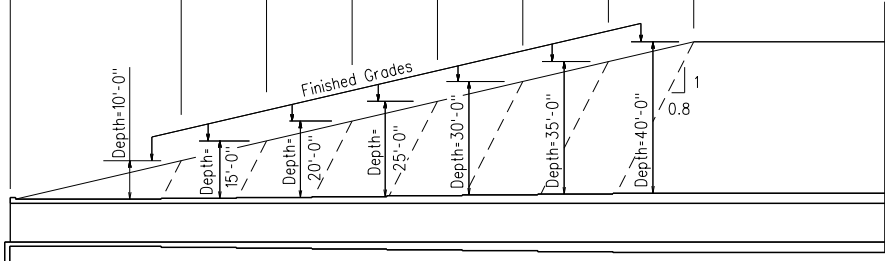 Finished Grades
Depth=10'-0"
Depth=
15'-0"
Depth=
20'-0"
Depth=
25'-0"
Depth=30'-0"
Depth=35'-0"
Depth=40'-0"
1
0.8